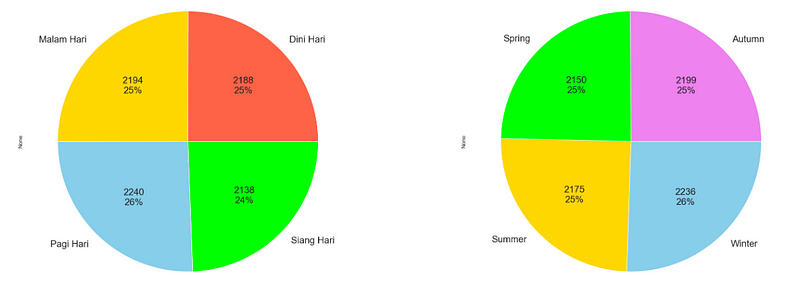 Malam Hari
Dini Hari
2194
25%
2188
25%
None
2240
26%
2138
24%
Pagi Hari
Siang Hari
Spring
Autumn
2150
25%
2199
25%
None
2175
25%
2236
26%
Summer
Winter